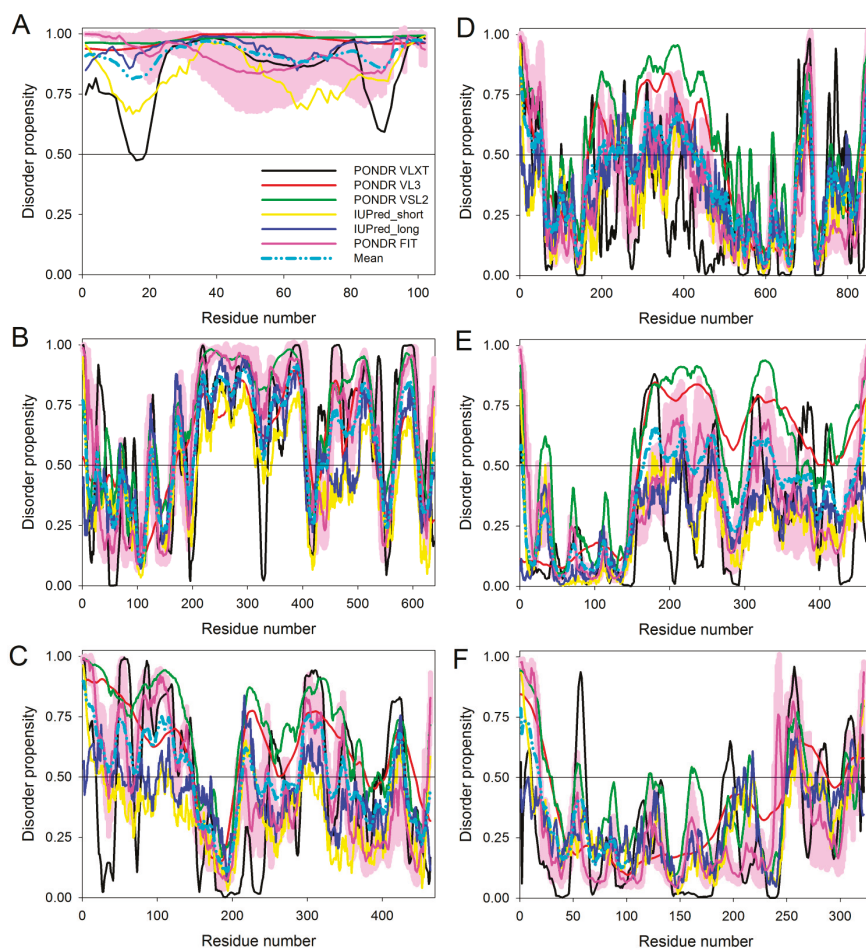 A
Disorder propensity
1.00
0.75
0.50
0.25
0.00
PONDR VLXT
PONDR VL3
PONDR VSL2
IUPred_short
IUPred_long
PONDR FIT
Mean
0 20 40 60 80 100
Residue number
B
Disorder propensity
1.00
0.75
0.50
0.25
0.00
0 100 200 300 400 500 600
Residue number
C
Disorder propensity
1.00
0.75
0.50
0.25
0.00
0 100 200 300 400
Residue number
D
Disorder propensity
1.00
0.75
0.50
0.25
0.00
0 200 400 600 800
Residue number
E
Disorder propensity
1.00
0.75
0.50
0.25
0.00
0 100 200 300 400
Residue number
F
Disorder propensity
1.00
0.75
0.50
0.25
0.00
0 50 100 150 200 250 300
Residue number